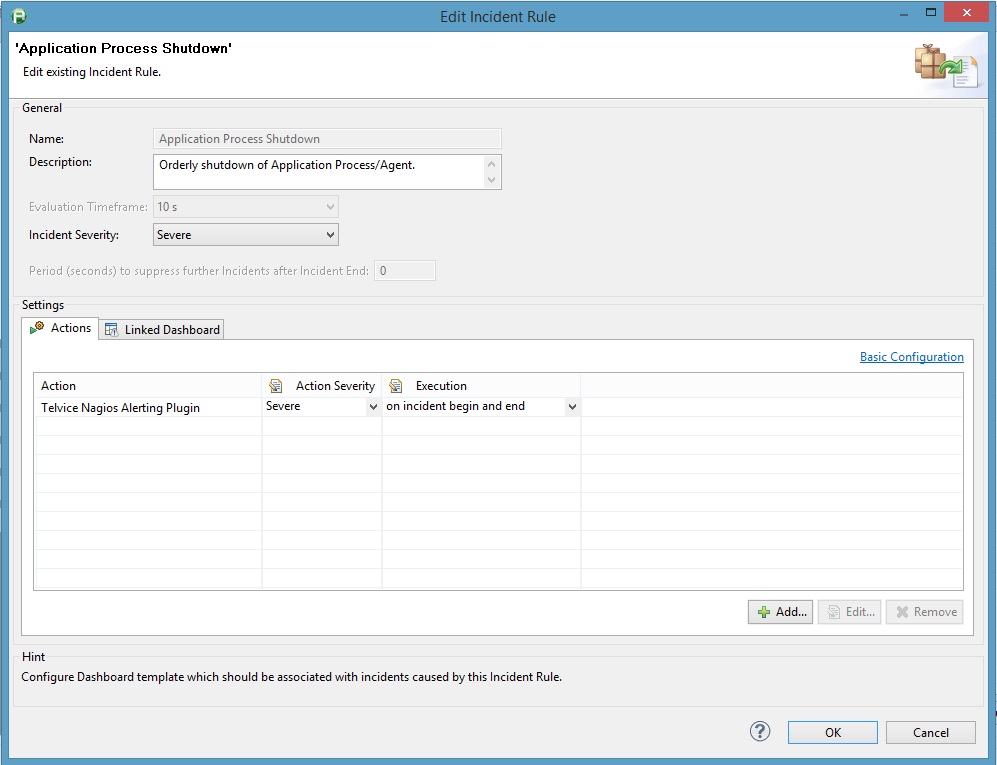 Edit Incident Rule
'Application Process Shutdown'
Edit existing Incident Rule.
General
Name: Application Process Shutdown
Description: Orderly shutdown of Application Process/Agent.
Evaluation Timeframe: 10 s
Incident Severity: Severe
Period (seconds) to suppress further Incidents after Incident End: 0
Settings
Actions Linked Dashboard
Basic Configuration
Action Action Severity Execution
Telvice Nagios Alerting Plugin Severe on incident begin and end
Add... Edit... Remove
Hint
Configure Dashboard template which should be associated with incidents caused by this Incident Rule.
? OK Cancel